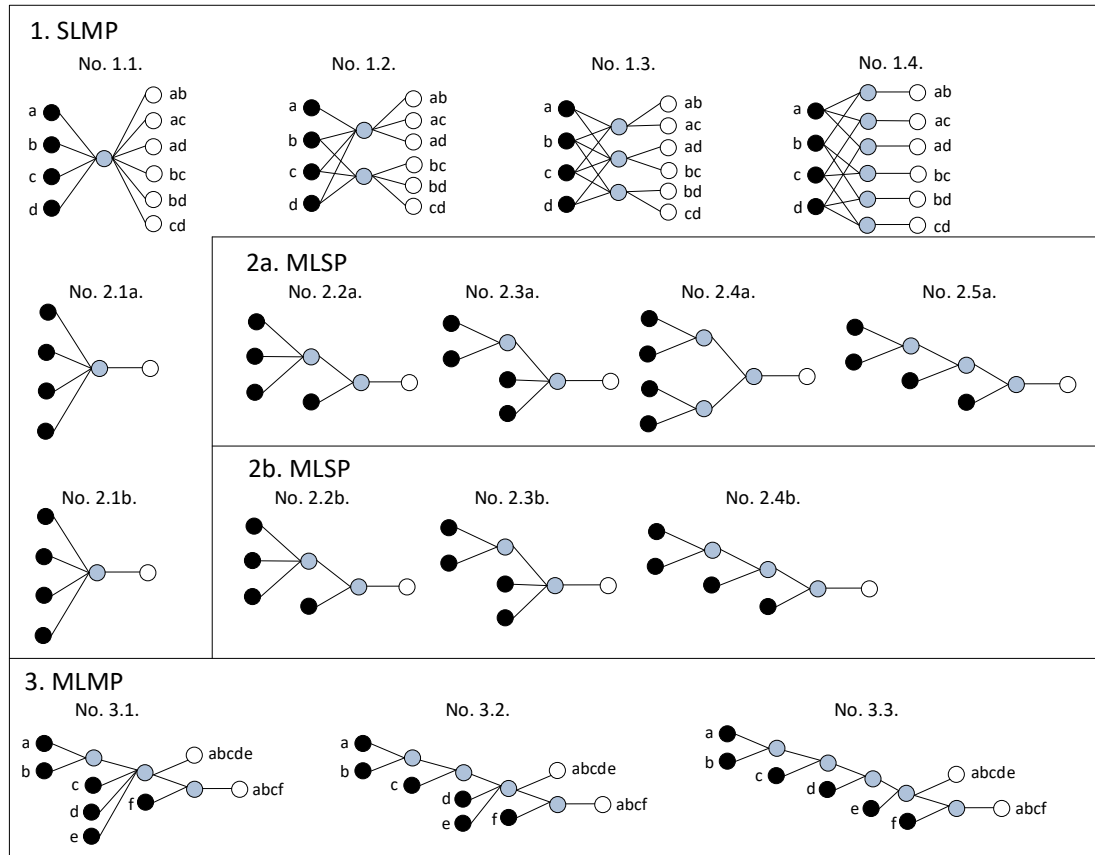 1. SLMP
No. 1.1.
No. 1.2.
No. 1.3.
No. 1.4.
a
b
c
d
ab
ac
ad
bc
bd
cd
a
b
c
d
ab
ac
ad
bc
bd
cd
a
b
c
d
ab
ac
ad
bc
bd
cd
a
b
c
d
ab
ac
ad
bc
bd
cd
2a. MLSP
No. 2.1a.
No. 2.2a.
No. 2.3a.
No. 2.4a.
No. 2.5a.
2b. MLSP
No. 2.1b.
No. 2.2b.
No. 2.3b.
No. 2.4b.
3. MLMP
No. 3.1.
No. 3.2.
No. 3.3.
a
b
c
d
e
f
abcde
abcf
a
b
c
d
e
f
abcde
abcf
a
b
c
d
e
f
abcde
abcf